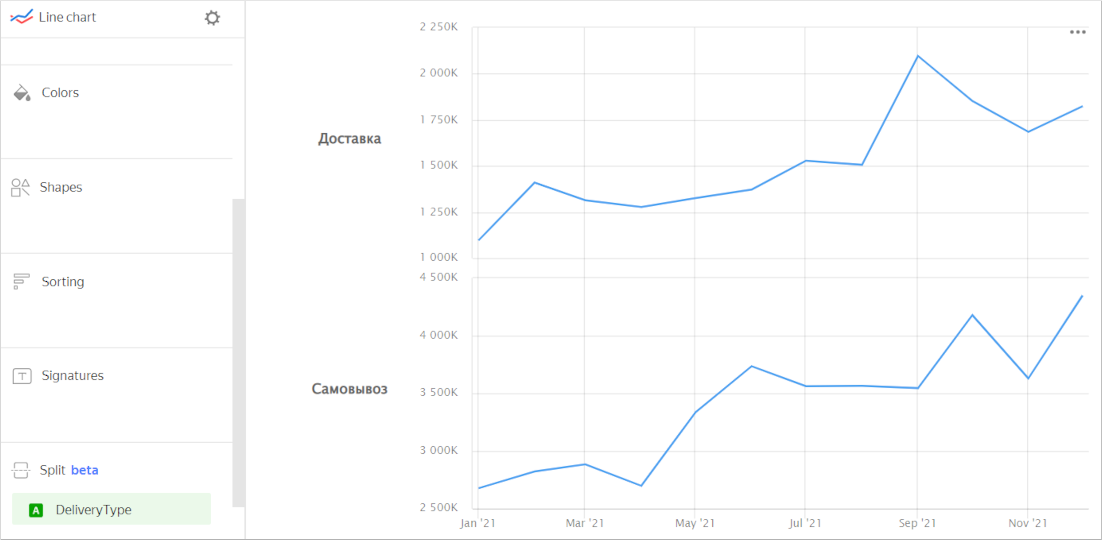 Line chart
Colors
Shapes
Sorting
Signatures
Split beta
A DeliveryType
Доставка
2 250K
2 000K
1 750K
1 500K
1 250K
1 000K
Самовывоз
4 500K
4 000K
3 500K
3 000K
2 500K
Jan '21 Mar '21 May '21 Jul '21 Sep '21 Nov '21